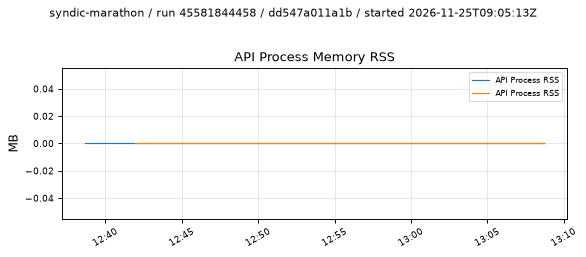 syndic-marathon / run 45581844458 / dd547a011a1b / started 2026-11-25T09:05:13Z
API Process Memory RSS
API Process RSS
API Process RSS
MB
0.04
0.02
0.00
−0.02
−0.04
12:40
12:45
12:50
12:55
13:00
13:05
13:10